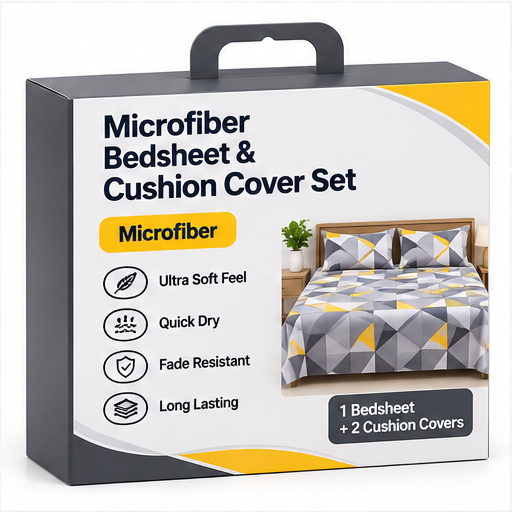 Microfiber
Bedsheet &
Cushion Cover Set
Microfiber
Ultra Soft Feel
Quick Dry
Fade Resistant
Long Lasting
1 Bedsheet
+ 2 Cushion Covers